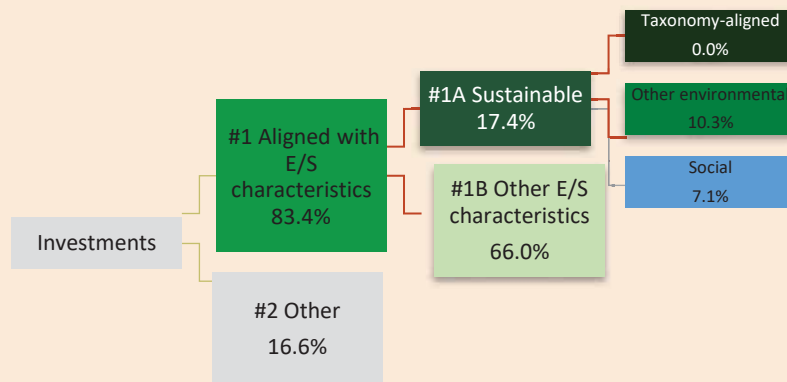 Investments
#1 Aligned with
E/S
characteristics
83.4%
#2 Other
16.6%
#1A Sustainable
17.4%
#1B Other E/S
characteristics
66.0%
Taxonomy-aligned
0.0%
Other environmental
10.3%
Social
7.1%